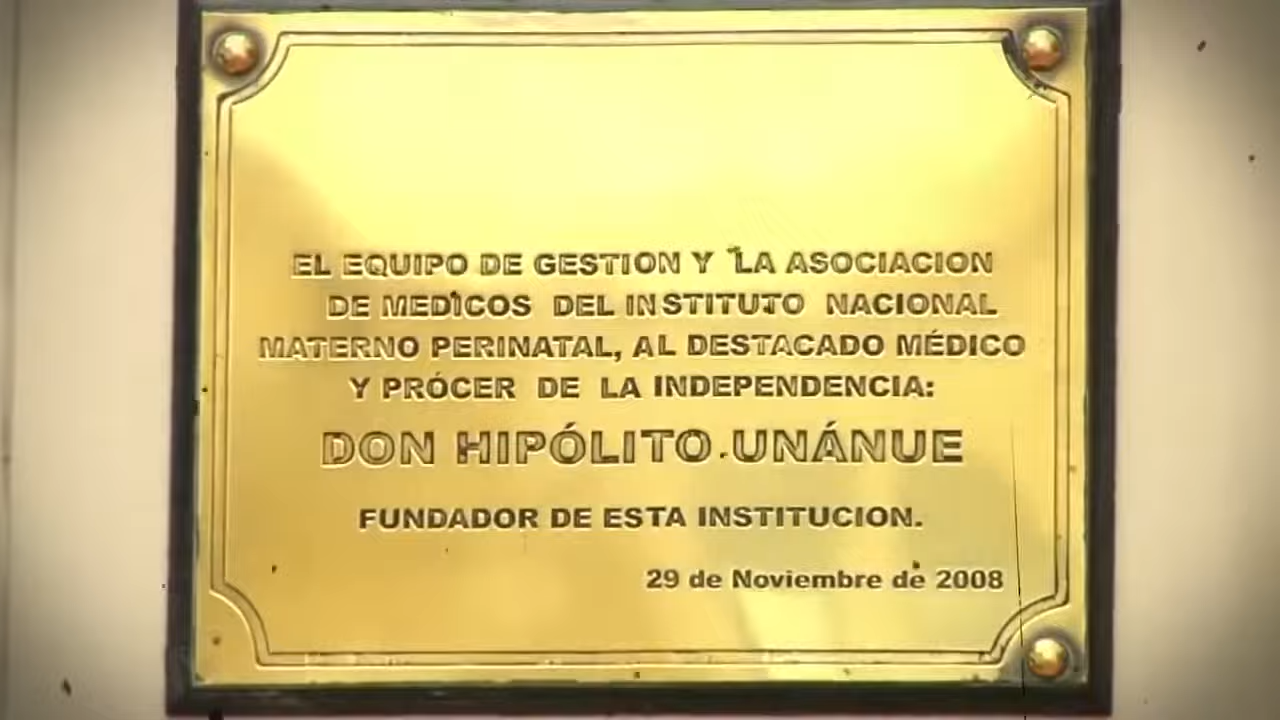 EL EQUIPO DE GESTION Y LA ASOCIACION
DE MEDICOS DEL INSTITUTO NACIONAL
MATERNO PERINATAL, AL DESTACADO MÉDICO
Y PRÓCER DE LA INDEPENDENCIA:
DON HIPÓLITO UNÁNUE
FUNDADOR DE ESTA INSTITUCION.
29 de Noviembre de 2008